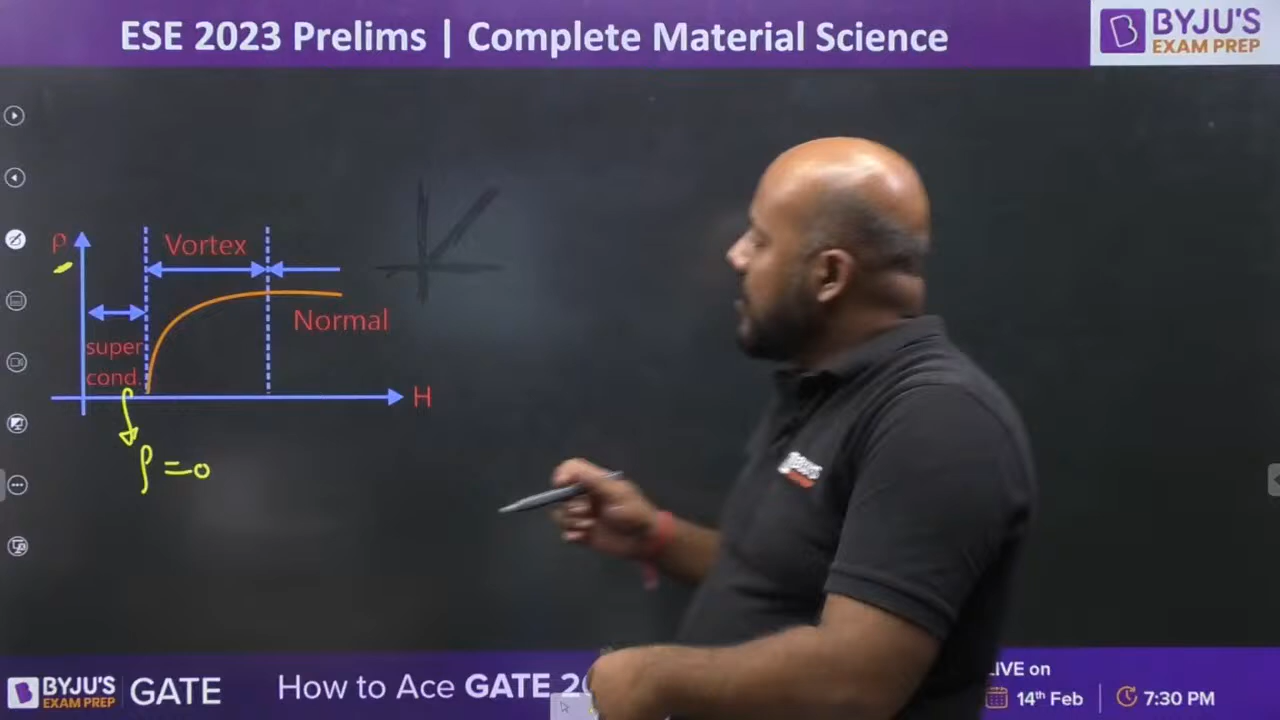 ESE 2023 Prelims | Complete Material Science
BYJU'S
EXAM PREP
ρ
Vortex
Normal
super
cond.
H
ρ = 0
BYJU'S
EXAM PREP
GATE
How to Ace GATE
LIVE on
14th Feb
7:30 PM